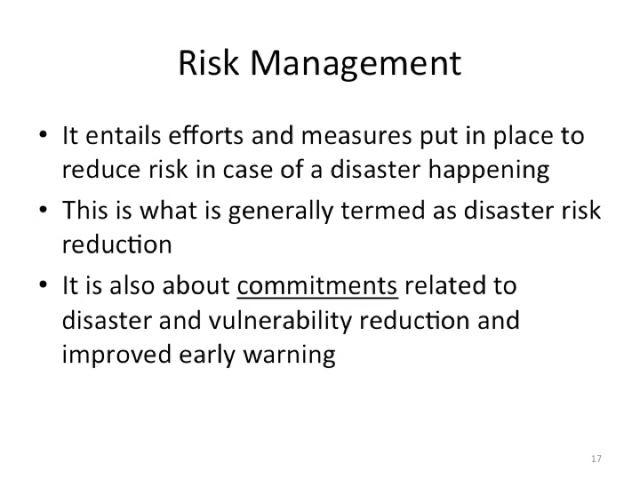 Risk Management
• It entails efforts and measures put in place to
reduce risk in case of a disaster happening
• This is what is generally termed as disaster risk
reduction
• It is also about commitments related to
disaster and vulnerability reduction and
improved early warning
17